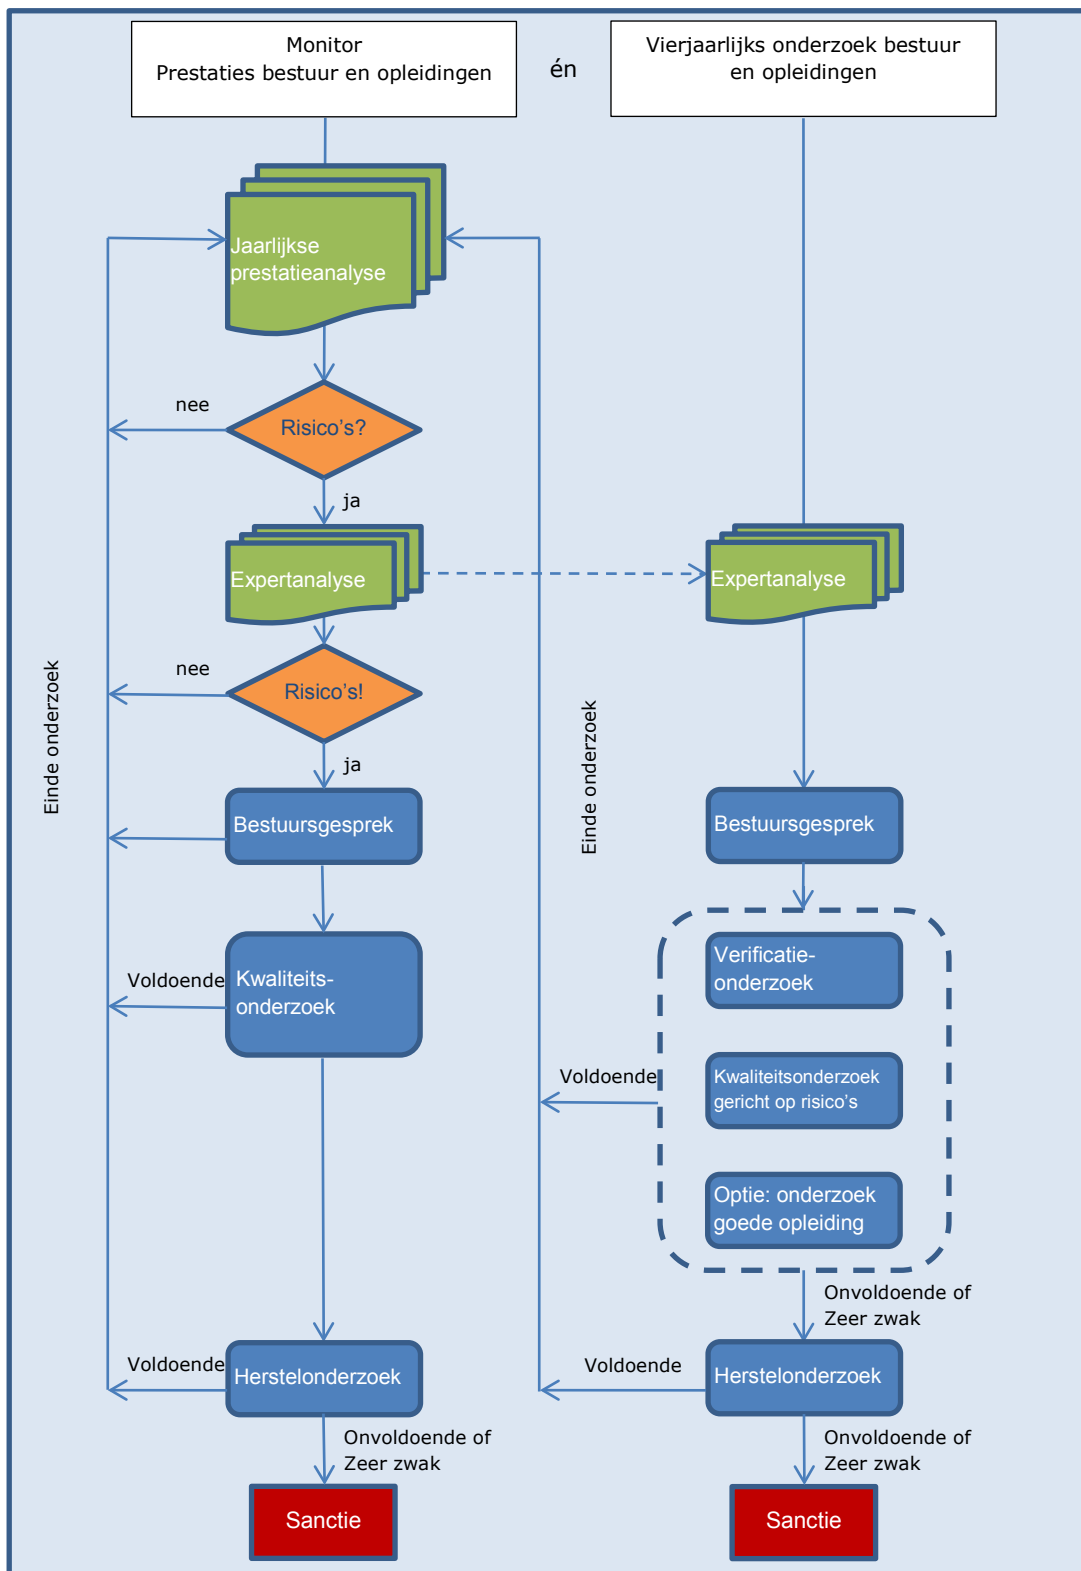 Monitor
Prestaties bestuur en opleidingen
én
Vierjaarlijks onderzoek bestuur
en opleidingen
Jaarlijkse
prestatieanalyse
nee
Risico's?
ja
Expertanalyse
Expertanalyse
nee
Risico's!
ja
Einde onderzoek
Einde onderzoek
Bestuursgesprek
Bestuursgesprek
Voldoende
Kwaliteits-
onderzoek
Verificatie-
onderzoek
Voldoende
Kwaliteitsonderzoek
gericht op risico's
Optie: onderzoek
goede opleiding
Onvoldoende of
Zeer zwak
Voldoende
Herstelonderzoek
Voldoende
Herstelonderzoek
Onvoldoende of
Zeer zwak
Onvoldoende of
Zeer zwak
Sanctie
Sanctie